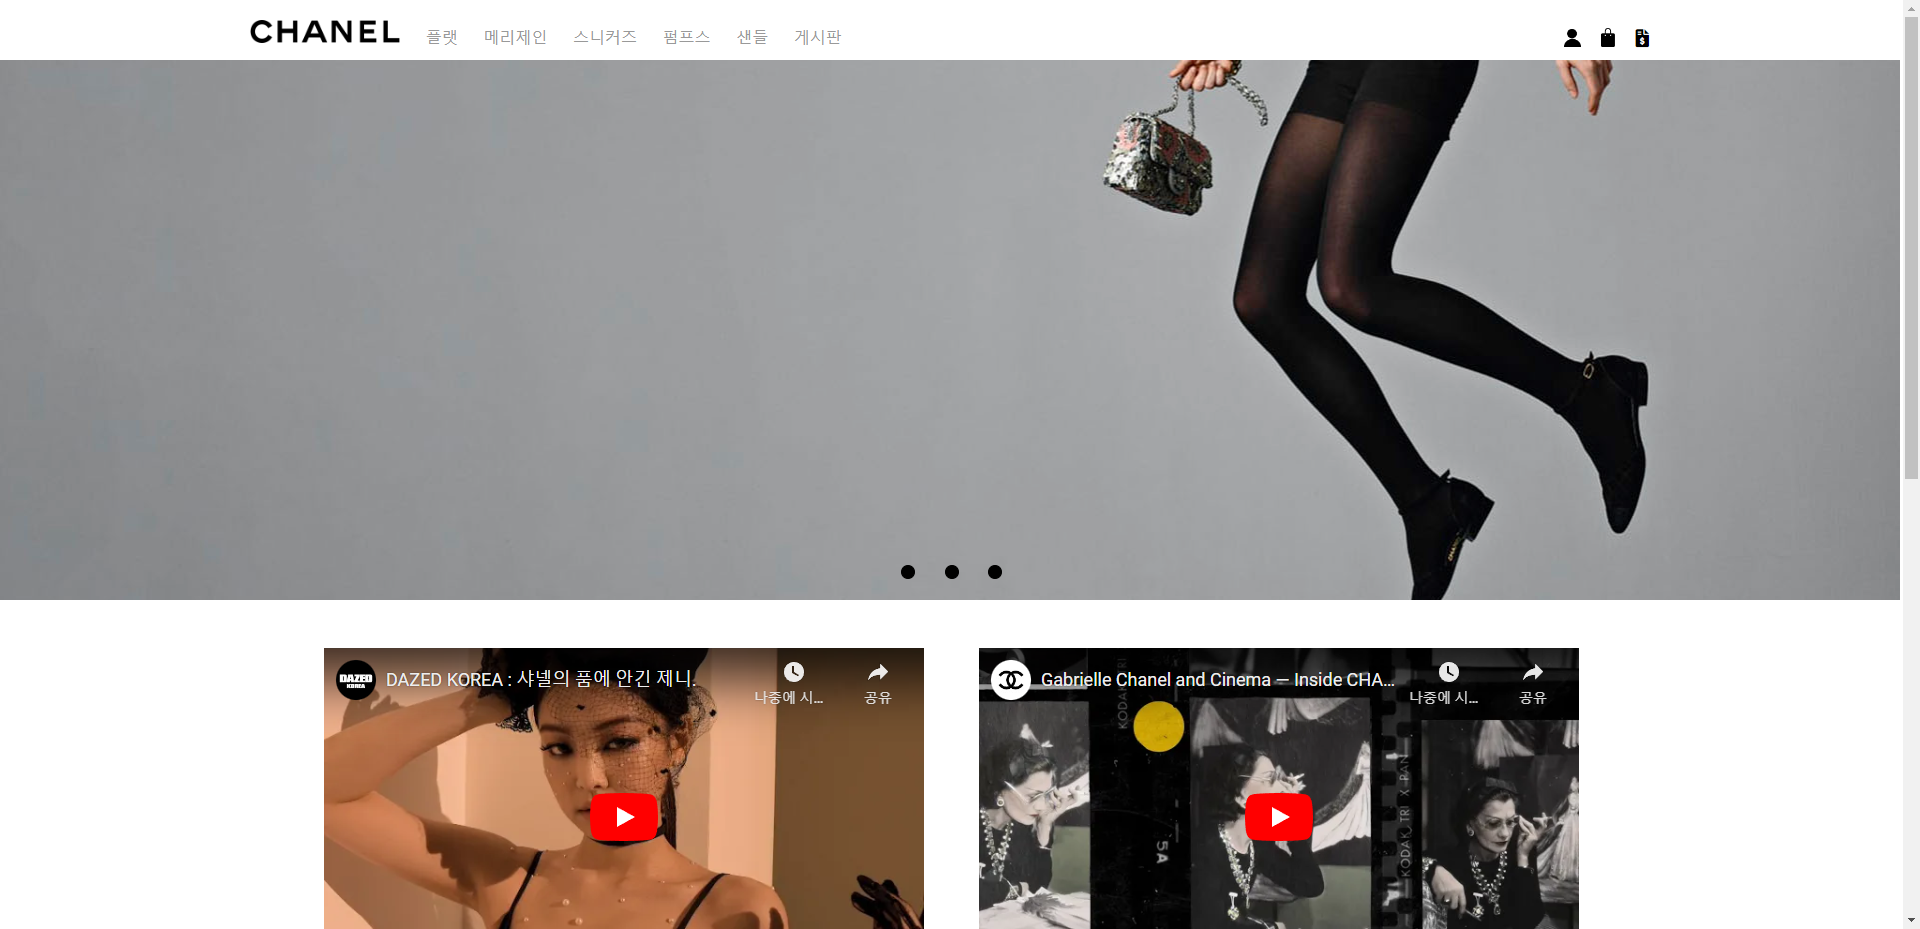 CHANEL 플랫 메리제인 스니커즈 펌프스 샌들 게시판
$
CHANEL
DAZED
KOREA
DAZED KOREA : 샤넬의 품에 안긴 제니.
나중에 시...
공유
Gabrielle Chanel and Cinema — Inside CHA...
나중에 시...
공유
KODAK TRI
5A
KODAK TRI X PAN